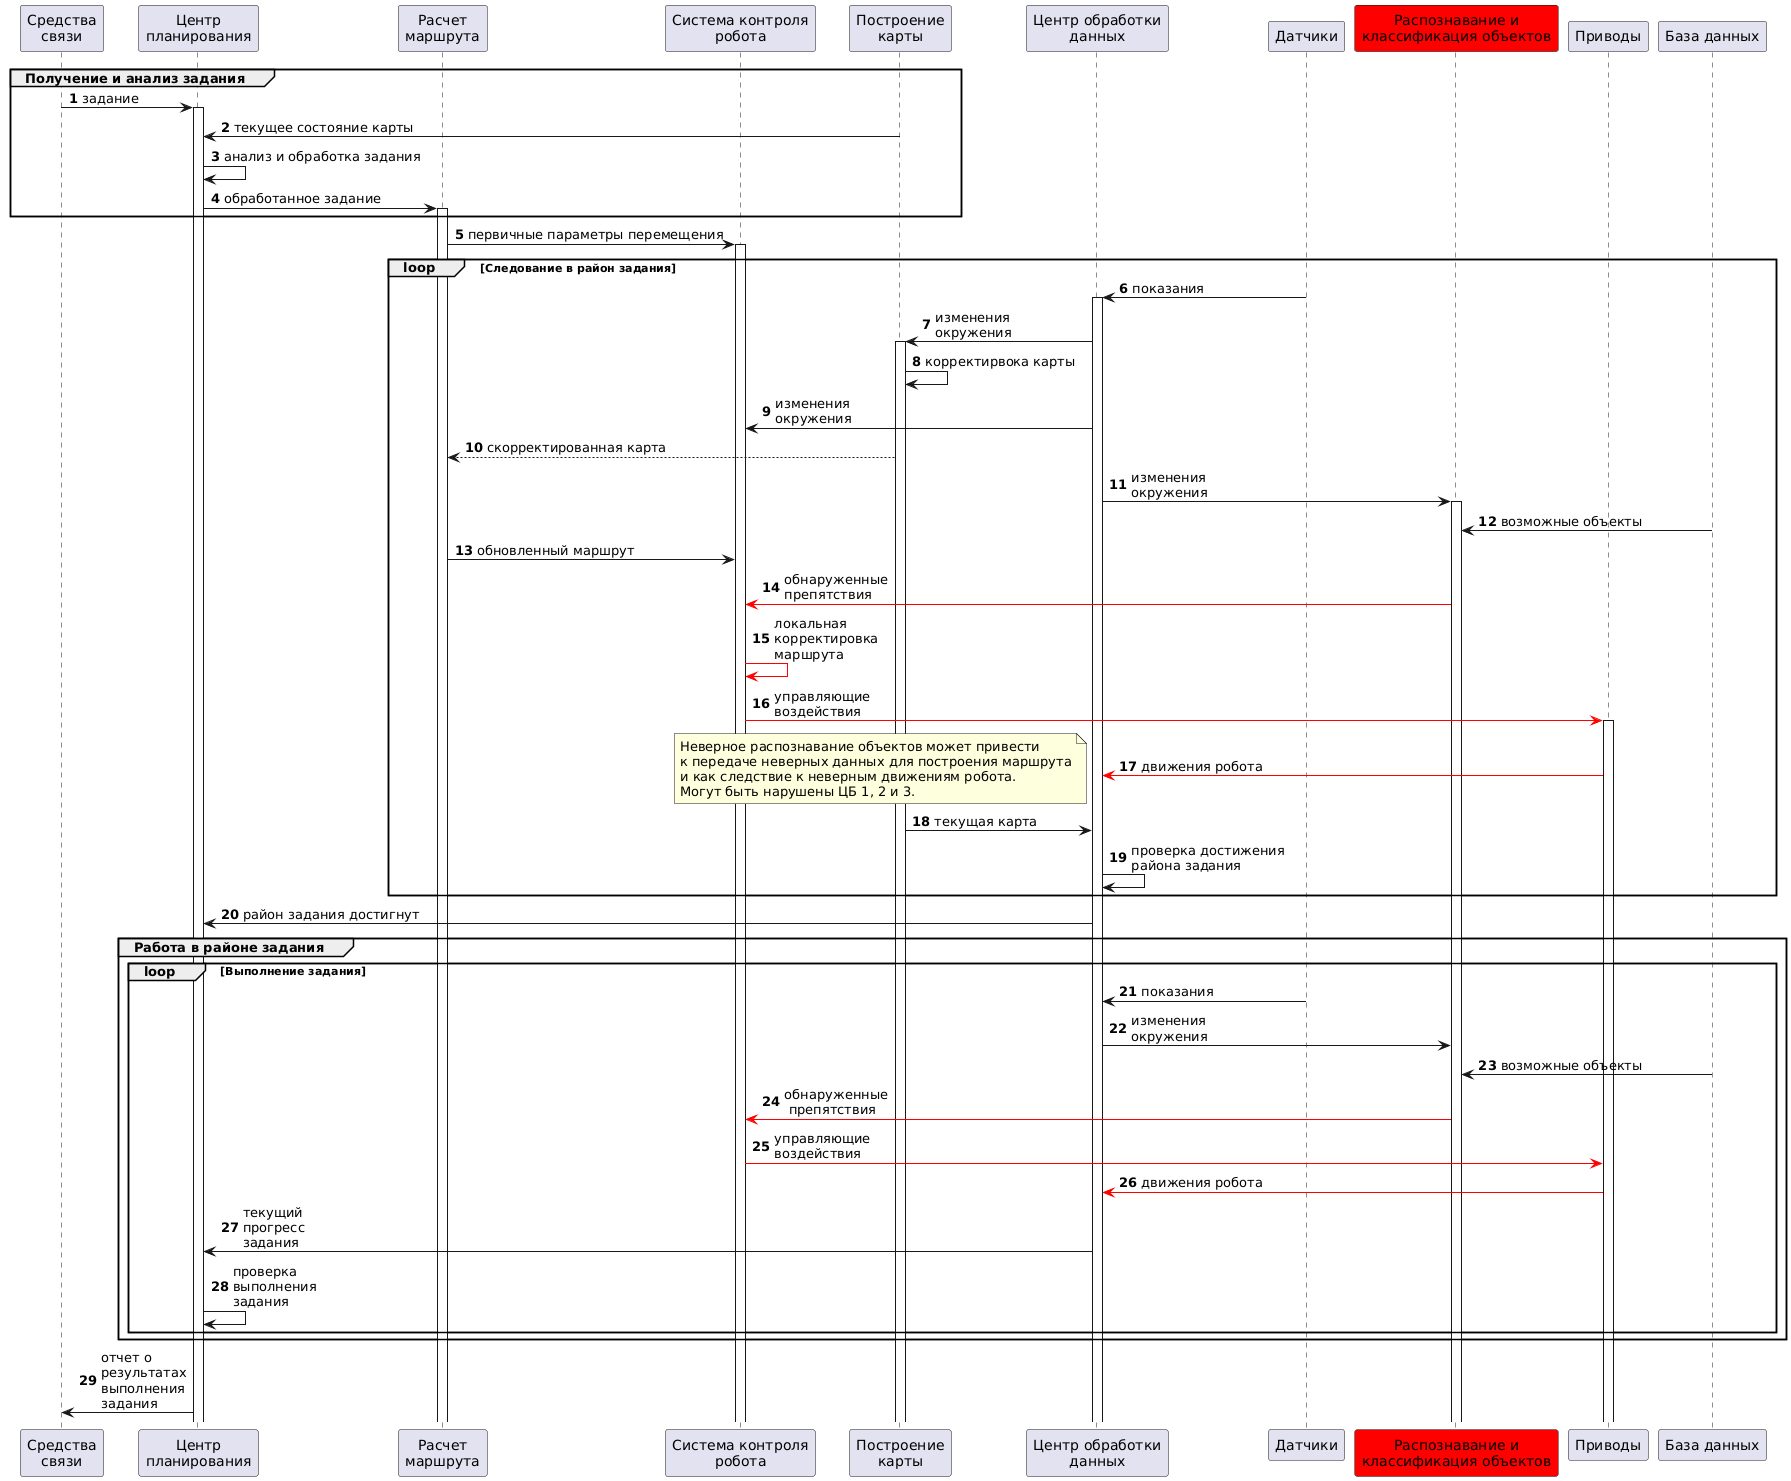 Средства
связи
Центр
планирования
Расчет
маршрута
Система контроля
робота
Построение
карты
Центр обработки
данных
Датчики
Распознавание и
классификация объектов
Приводы
База данных
Получение и анализ задания
1 задание
2 текущее состояние карты
3 анализ и обработка задания
4 обработанное задание
5 первичные параметры перемещения
loop [Следование в район задания]
6 показания
7 изменения
окружения
8 корректирвока карты
9 изменения
окружения
10 скорректированная карта
11 изменения
окружения
12 возможные объекты
13 обновленный маршрут
14 обнаруженные
препятствия
15 локальная
корректировка
маршрута
16 управляющие
воздействия
Неверное распознавание объектов может привести
к передаче неверных данных для построения маршрута
и как следствие к неверным движениям робота.
Могут быть нарушены ЦБ 1, 2 и 3.
17 движения робота
18 текущая карта
19 проверка достижения
района задания
20 район задания достигнут
Работа в районе задания
loop [Выполнение задания]
21 показания
22 изменения
окружения
23 возможные объекты
24 обнаруженные
препятствия
25 управляющие
воздействия
26 движения робота
27 текущий
прогресс
задания
28 проверка
выполнения
задания
29 отчет о
результатах
выполнения
задания
Средства
связи
Центр
планирования
Расчет
маршрута
Система контроля
робота
Построение
карты
Центр обработки
данных
Датчики
Распознавание и
классификация объектов
Приводы
База данных